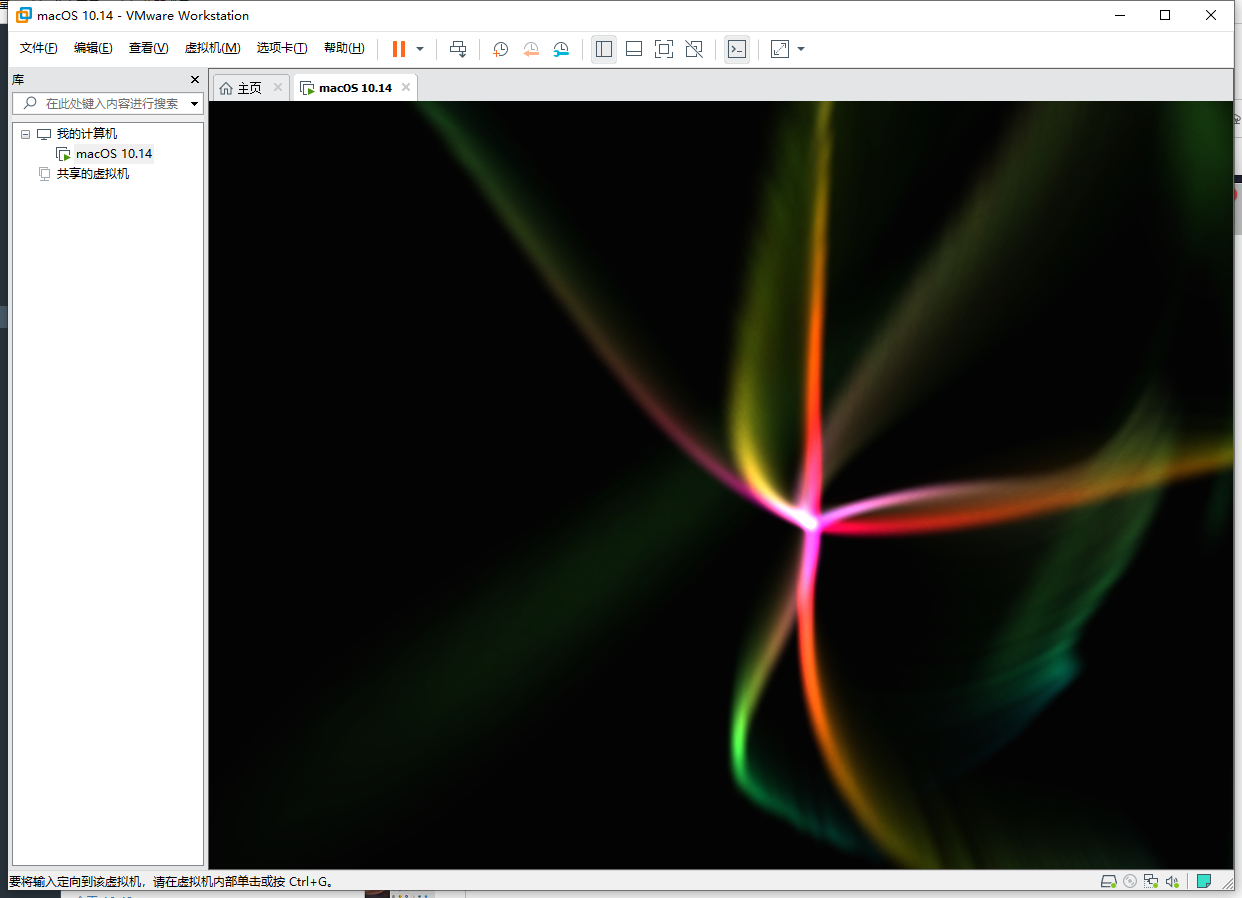 macOS 10.14 - VMware Workstation
文件(F) 编辑(E) 查看(V) 虚拟机(M) 选项卡(T) 帮助(H)
库
主页 macOS 10.14
在此处键入内容进行搜索
我的计算机
macOS 10.14
共享的虚拟机
要将输入定向到该虚拟机，请在虚拟机内部单击或按 Ctrl+G。